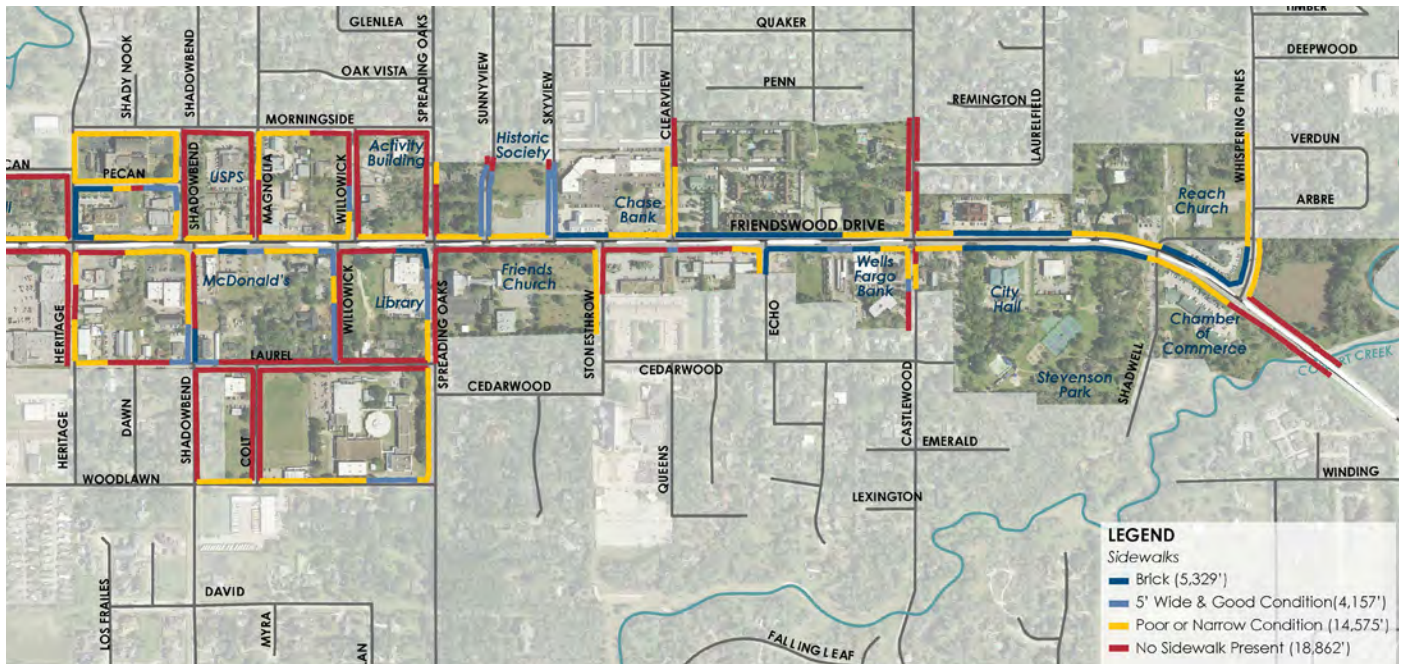 TIMBER
GLENLEA
QUAKER
DEEPWOOD
OAK VISTA
SHADY NOOK
SHADOWBEND
SPREADING OAKS
SUNNYVIEW
SKYVIEW
CLEARVIEW
PENN
REMINGTON
LAURELFIELD
WHISPERING PINES
MORNINGSIDE
VERDUN
CAN
PECAN
SHADOWBEND
USPS
MAGNOLIA
WILLOWICK
Activity
Building
Historic
Society
Chase
Bank
Reach
Church
ARBRE
FRIENDSWOOD DRIVE
McDonald's
WILLOWICK
Library
Friends
Church
Wells
Fargo
Bank
City
Hall
Chamber
of
Commerce
HERITAGE
LAUREL
SPREADING OAKS
STONESTHROW
ECHO
CEDARWOOD
CEDARWOOD
CASTLEWOOD
Stevenson
Park
SHADWELL
HERITAGE
DAWN
SHADOWBEND
COLT
QUEENS
EMERALD
WOODLAWN
LEXINGTON
WINDING
LOS FRAILES
DAVID
MYRA
AN
FALLING LEAF
LEGEND
Sidewalks
Brick (5,329')
5' Wide & Good Condition(4,157')
Poor or Narrow Condition (14,575')
No Sidewalk Present (18,862')